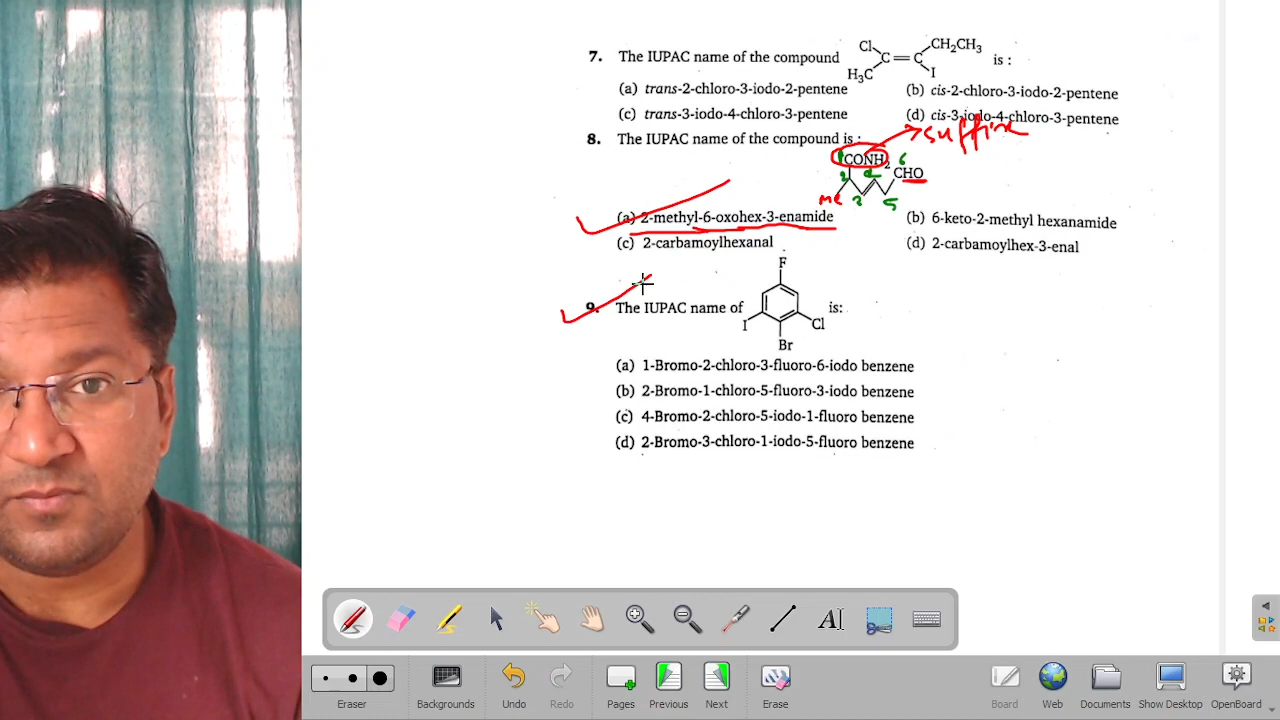 7. The IUPAC name of the compound Cl CH2CH3 C=C H3C I is :
(a) trans-2-chloro-3-iodo-2-pentene (b) cis-2-chloro-3-iodo-2-pentene
(c) trans-3-iodo-4-chloro-3-pentene (d) cis-3-iodo-4-chloro-3-pentene
suffix
8. The IUPAC name of the compound is :
1 CONH2 6
2 4 CHO
Me 3 5
(a) 2-methyl-6-oxohex-3-enamide (b) 6-keto-2-methyl hexanamide
(c) 2-carbamoylhexanal (d) 2-carbamoylhex-3-enal
F
9. The IUPAC name of is:
I Cl
Br
(a) 1-Bromo-2-chloro-3-fluoro-6-iodo benzene
(b) 2-Bromo-1-chloro-5-fluoro-3-iodo benzene
(c) 4-Bromo-2-chloro-5-iodo-1-fluoro benzene
(d) 2-Bromo-3-chloro-1-iodo-5-fluoro benzene
Eraser Backgrounds Undo Redo Pages Previous Next Erase Board Web Documents Show Desktop OpenBoard